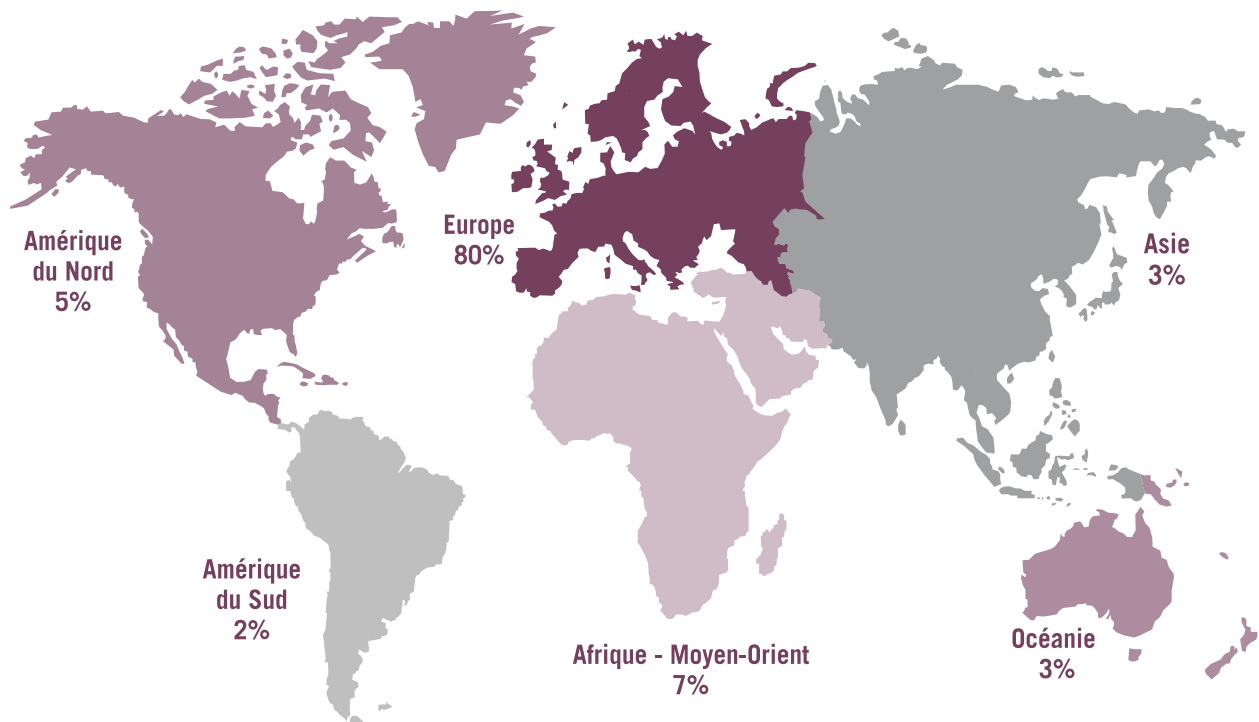 Amérique
du Nord
5%
Europe
80%
Asie
3%
Amérique
du Sud
2%
Afrique - Moyen-Orient
7%
Océanie
3%